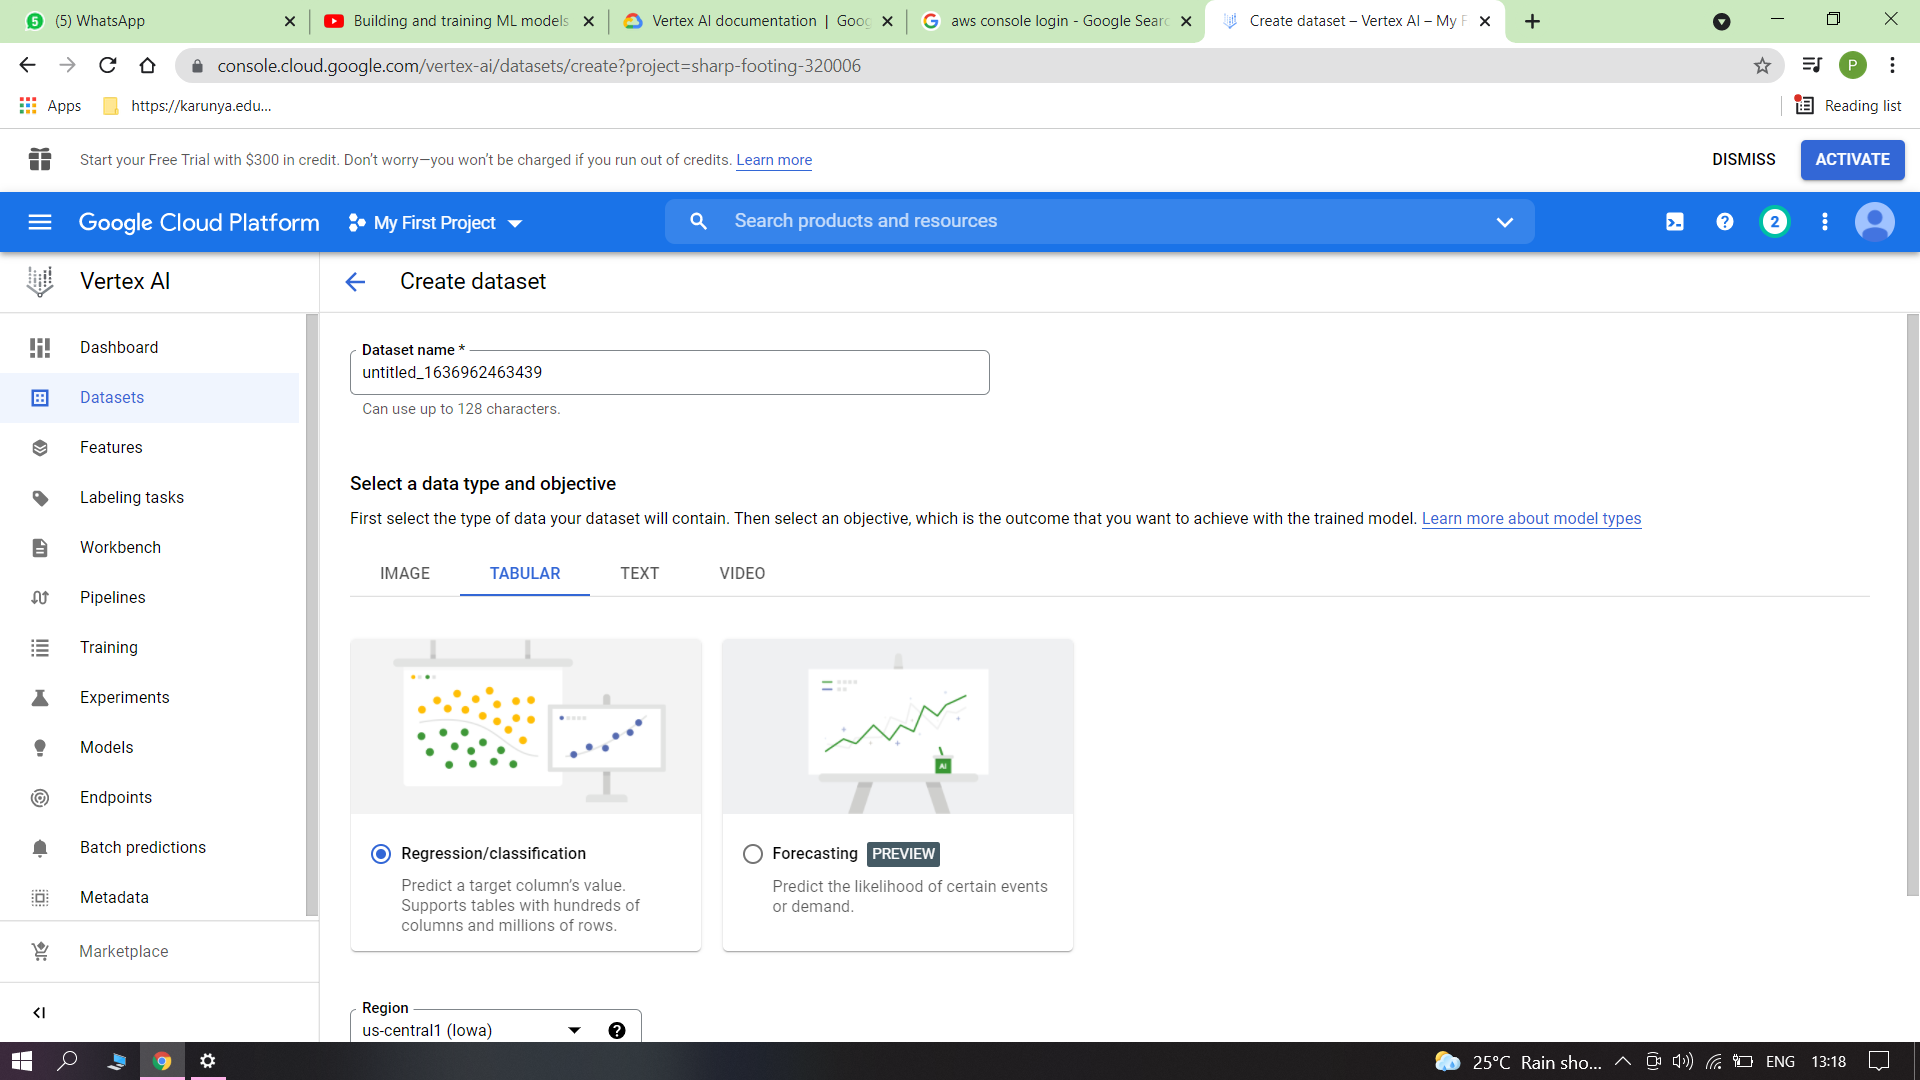 (5) WhatsApp
Building and training ML models
Vertex AI documentation | Goog
aws console login - Google Searc
Create dataset – Vertex AI – My F
console.cloud.google.com/vertex-ai/datasets/create?project=sharp-footing-320006
P
Apps
https://karunya.edu...
Reading list
Start your Free Trial with $300 in credit. Don't worry—you won't be charged if you run out of credits. Learn more
DISMISS
ACTIVATE
Google Cloud Platform
My First Project
Search products and resources
2
Vertex AI
Create dataset
Dashboard
Datasets
Features
Labeling tasks
Workbench
Pipelines
Training
Experiments
Models
Endpoints
Batch predictions
Metadata
Marketplace
Dataset name *
untitled_1636962463439
Can use up to 128 characters.
Select a data type and objective
First select the type of data your dataset will contain. Then select an objective, which is the outcome that you want to achieve with the trained model. Learn more about model types
IMAGE
TABULAR
TEXT
VIDEO
AI
Regression/classification
Predict a target column's value.
Supports tables with hundreds of
columns and millions of rows.
Forecasting PREVIEW
Predict the likelihood of certain events
or demand.
Region
us-central1 (Iowa)
25°C Rain sho...
ENG
13:18